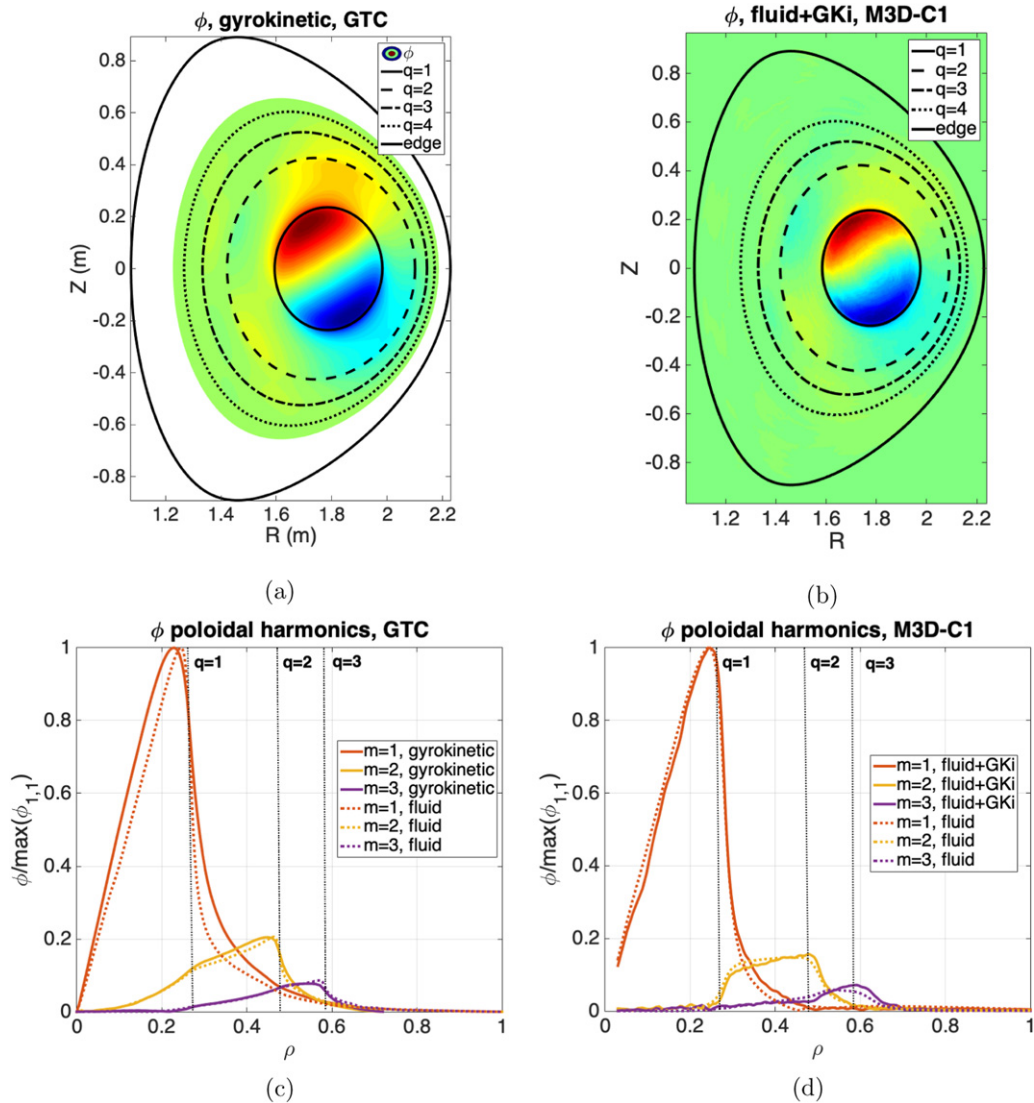 ϕ, gyrokinetic, GTC
ϕ
q=1
q=2
q=3
q=4
edge
0.8
0.6
0.4
0.2
0
-0.2
-0.4
-0.6
-0.8
Z (m)
1.2 1.4 1.6 1.8 2 2.2
R (m)
(a)
ϕ, fluid+GKi, M3D-C1
q=1
q=2
q=3
q=4
edge
0.8
0.6
0.4
0.2
0
-0.2
-0.4
-0.6
-0.8
Z
1.2 1.4 1.6 1.8 2 2.2
R
(b)
ϕ poloidal harmonics, GTC
q=1 q=2 q=3
m=1, gyrokinetic
m=2, gyrokinetic
m=3, gyrokinetic
m=1, fluid
m=2, fluid
m=3, fluid
1
0.8
0.6
0.4
0.2
0
ϕ/max(ϕ1,1)
0 0.2 0.4 0.6 0.8 1
ρ
(c)
ϕ poloidal harmonics, M3D-C1
q=1 q=2 q=3
m=1, fluid+GKi
m=2, fluid+GKi
m=3, fluid+GKi
m=1, fluid
m=2, fluid
m=3, fluid
1
0.8
0.6
0.4
0.2
0
ϕ/max(ϕ1,1)
0 0.2 0.4 0.6 0.8 1
ρ
(d)